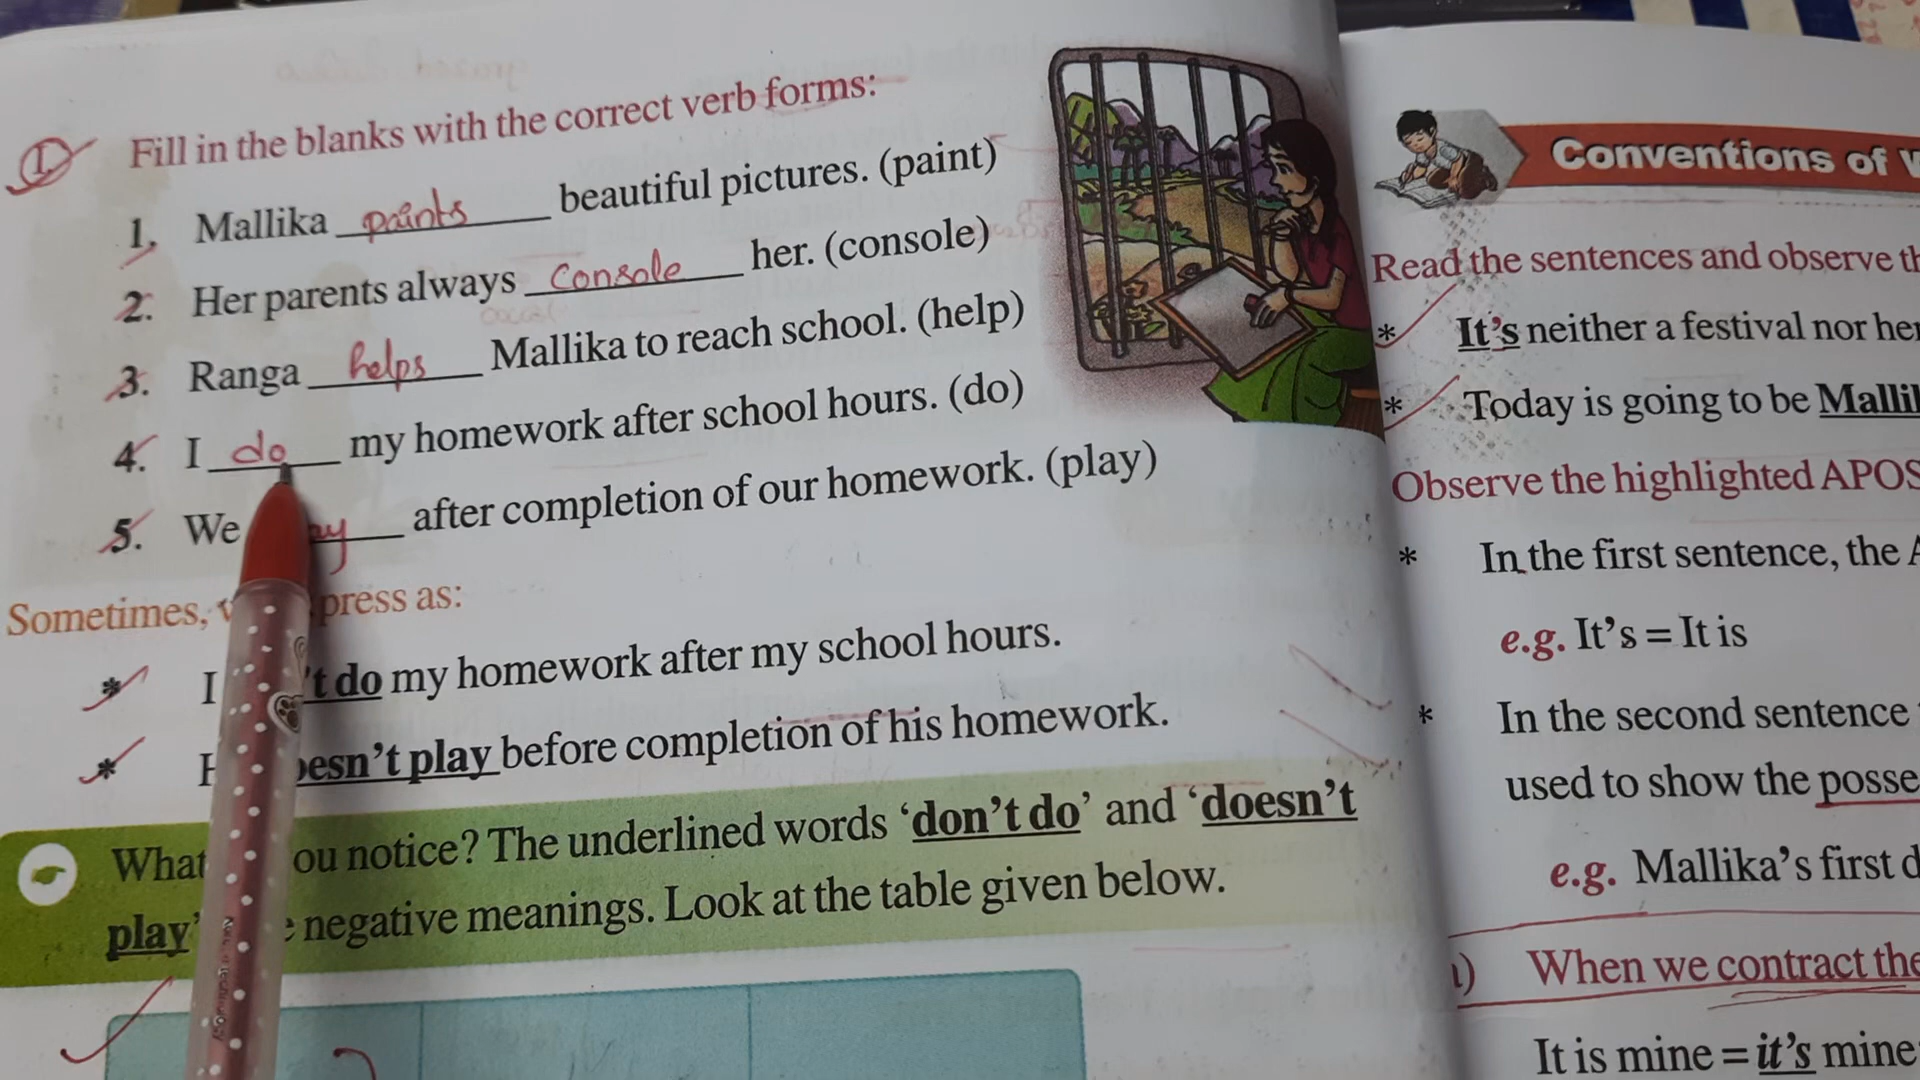 I. Fill in the blanks with the correct verb forms:
1. Mallika paints beautiful pictures. (paint)
2. Her parents always console her. (console)
3. Ranga helps Mallika to reach school. (help)
4. I do my homework after school hours. (do)
5. We ay after completion of our homework. (play)
Sometimes, press as:
* I 't do my homework after my school hours.
* H esn't play before completion of his homework.
What ou notice? The underlined words 'don't do' and 'doesn't
play' e negative meanings. Look at the table given below.
Conventions of W
Read the sentences and observe th
* It's neither a festival nor her
* Today is going to be Mallil
Observe the highlighted APOS
* In the first sentence, the A
e.g. It's = It is
* In the second sentence
used to show the posse
e.g. Mallika's first d
ı) When we contract the
It is mine = it's mine